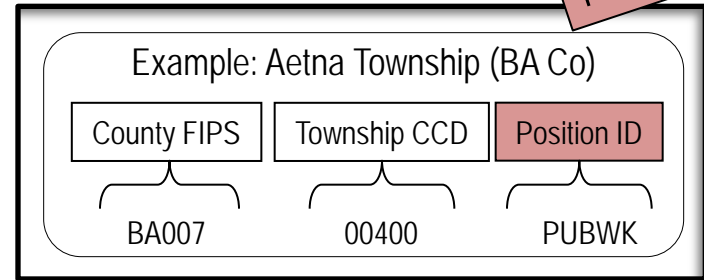 Example: Aetna Township (BA Co)
County FIPS Township CCD Position ID
BA007 00400 PUBWK